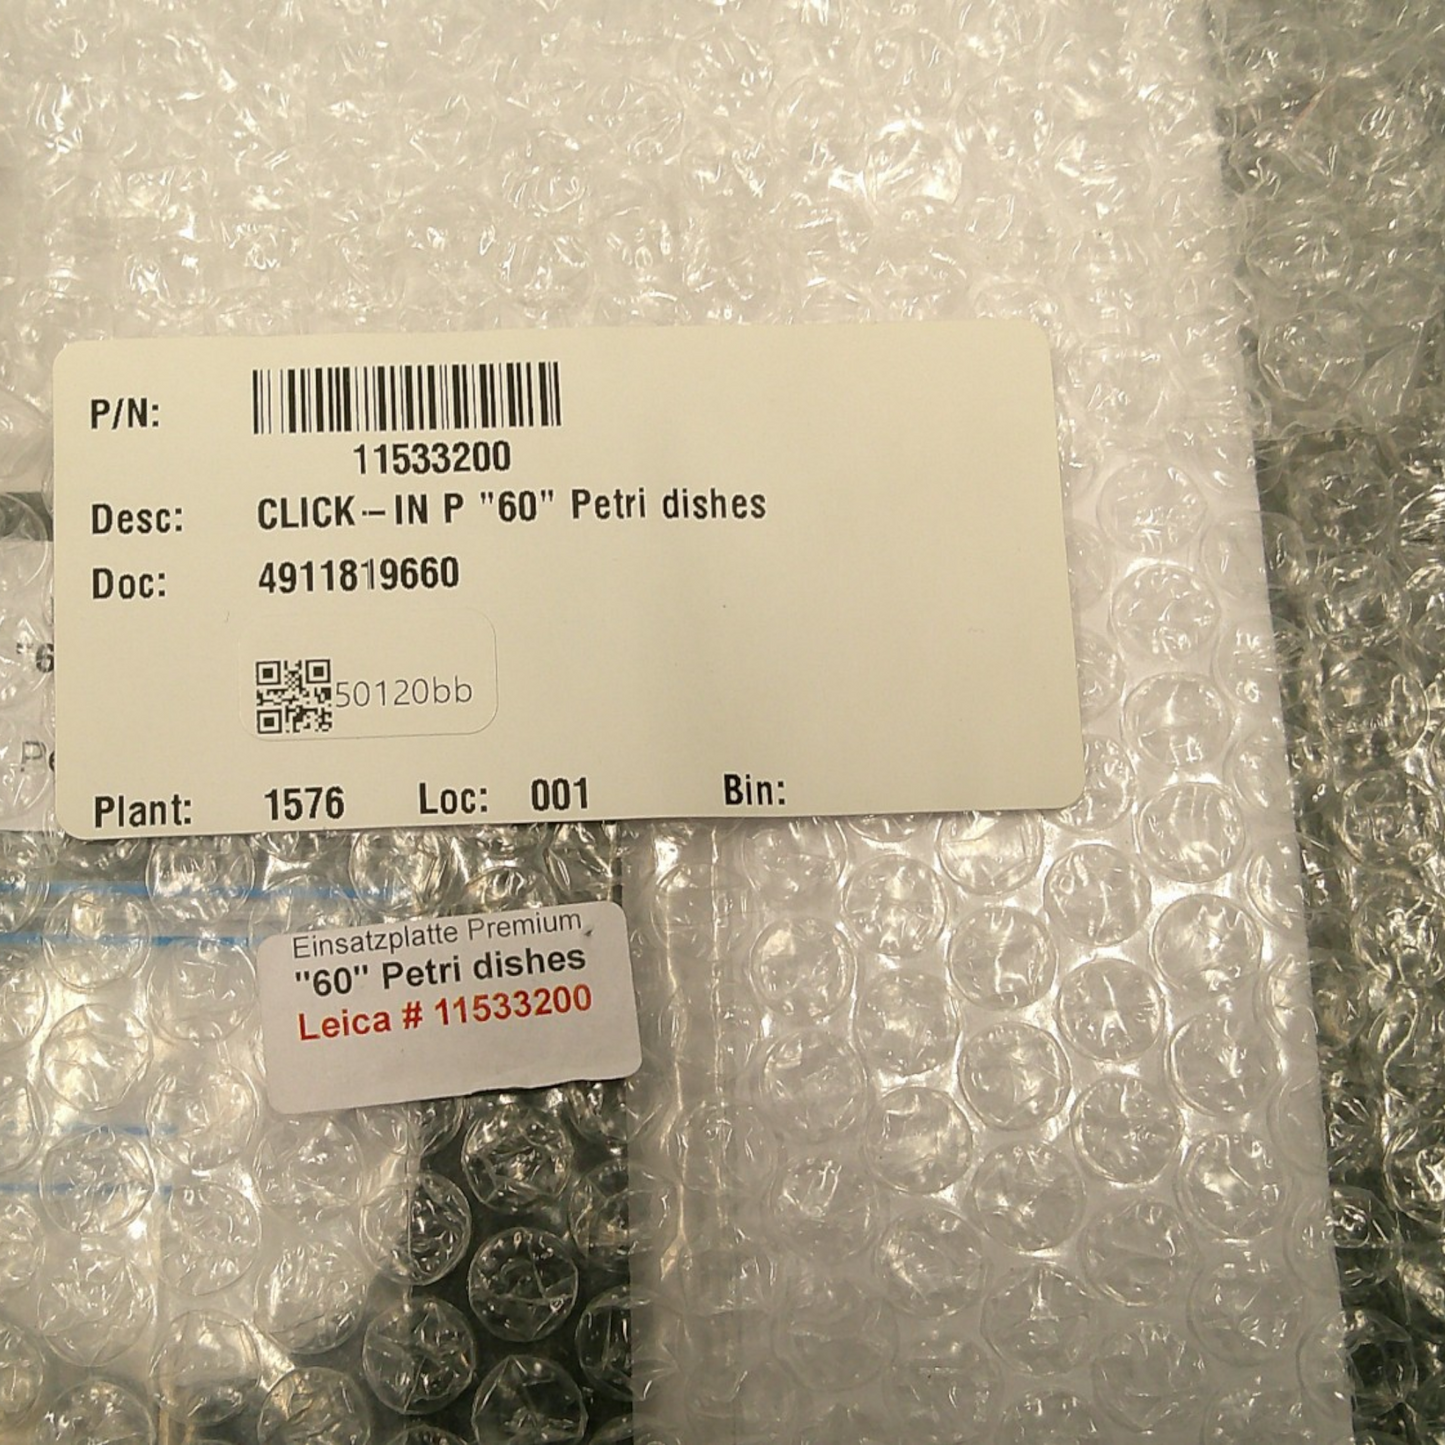 P/N:
11533200
Desc: CLICK-IN P "60" Petri dishes
Doc: 4911819660
50120bb
Plant: 1576 Loc: 001 Bin:
Einsatzplatte Premium,
"60" Petri dishes
Leica # 11533200